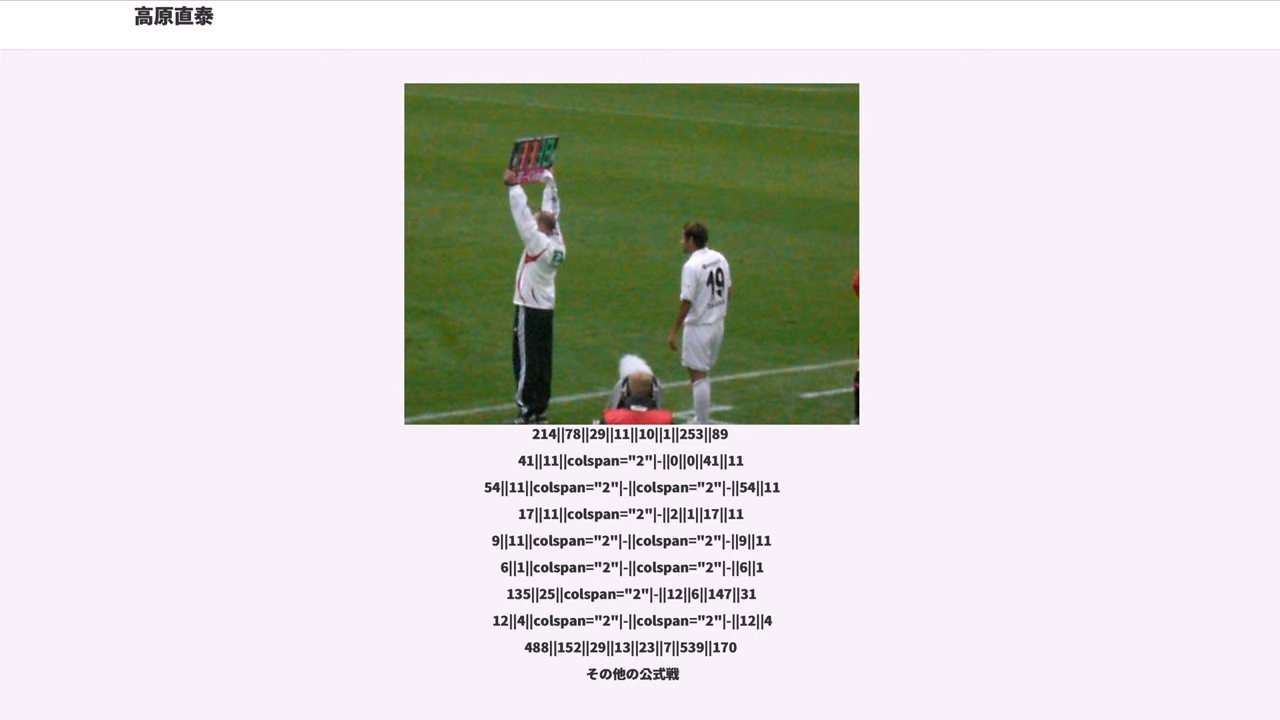 高原直泰
11 19
19
214||78||29||11||10||1||253||89
41||11||colspan="2"|-||0||0||41||11
54||11||colspan="2"|-||colspan="2"|-||54||11
17||11||colspan="2"|-||2||1||17||11
9||11||colspan="2"|-||colspan="2"|-||9||11
6||1||colspan="2"|-||colspan="2"|-||6||1
135||25||colspan="2"|-||12||6||147||31
12||4||colspan="2"|-||colspan="2"|-||12||4
488||152||29||13||23||7||539||170
その他の公式戦